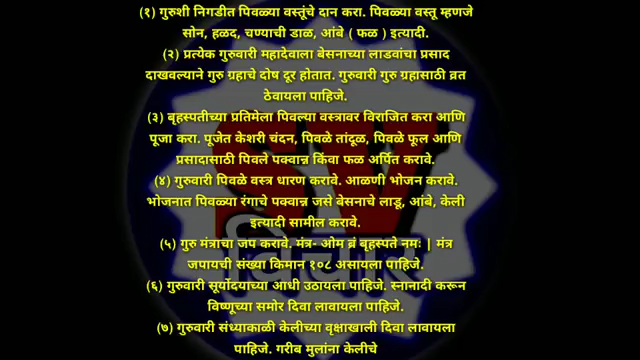 (१) गुरुशी निगडीत पिवळ्या वस्तूंचे दान करा. पिवळ्या वस्तू म्हणजे
सोन, हळद, चण्याची डाळ, आंबे ( फळ ) इत्यादी.
(२) प्रत्येक गुरुवारी महादेवाला बेसनाच्या लाडवांचा प्रसाद
दाखवल्याने गुरु ग्रहाचे दोष दूर होतात. गुरुवारी गुरु ग्रहासाठी व्रत
ठेवायला पाहिजे.
(३) बृहस्पतीच्या प्रतिमेला पिवल्या वस्त्रावर विराजित करा आणि
पूजा करा. पूजेत केशरी चंदन, पिवळे तांदूळ, पिवळे फूल आणि
प्रसादासाठी पिवले पक्वान्न किंवा फळ अर्पित करावे.
(४) गुरुवारी पिवळे वस्त्र धारण करावे. आळणी भोजन करावे.
भोजनात पिवळ्या रंगाचे पक्वान्न जसे बेसनाचे लाडू, आंबे, केली
इत्यादी सामील करावे.
(५) गुरु मंत्राचा जप करावे. मंत्र- ओम ब्रं बृहस्पते नमः | मंत्र
जपायची संख्या किमान १०८ असायला पाहिजे.
(६) गुरुवारी सूर्योदयाच्या आधी उठायला पाहिजे. स्नानादी करून
विष्णूच्या समोर दिवा लावायला पाहिजे.
(७) गुरुवारी संध्याकाळी केलीच्या वृक्षाखाली दिवा लावायला
पाहिजे. गरीब मुलांना केलीचे
SV
विचार